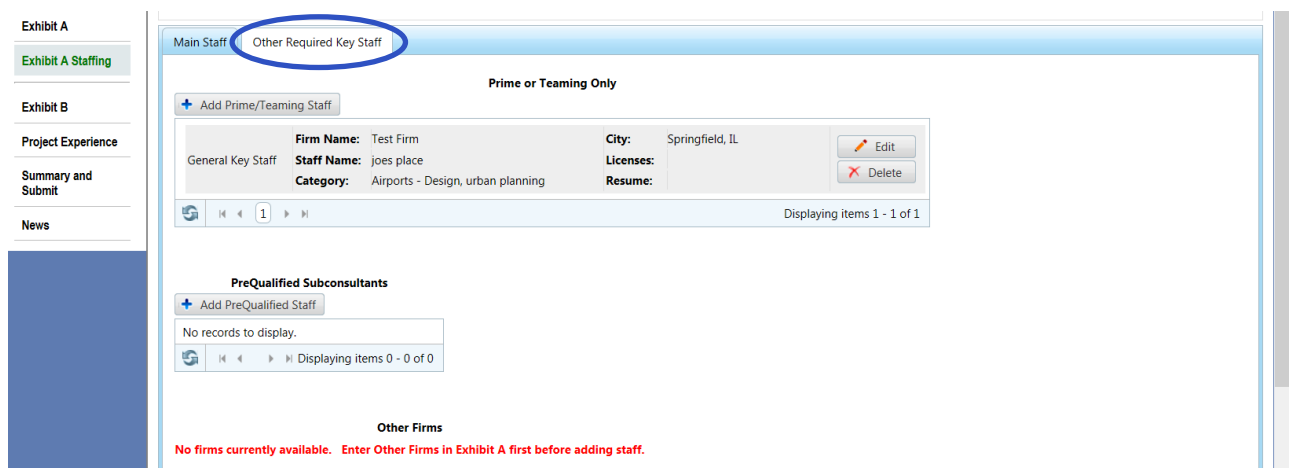 Exhibit A
Exhibit A Staffing
Exhibit B
Project Experience
Summary and
Submit
News
Main Staff Other Required Key Staff
Prime or Teaming Only
Add Prime/Teaming Staff
General Key Staff
Firm Name: Test Firm
Staff Name: joes place
Category: Airports - Design, urban planning
City: Springfield, IL
Licenses:
Resume:
Edit
Delete
1 Displaying items 1 - 1 of 1
PreQualified Subconsultants
Add PreQualified Staff
No records to display.
Displaying items 0 - 0 of 0
Other Firms
No firms currently available. Enter Other Firms in Exhibit A first before adding staff.